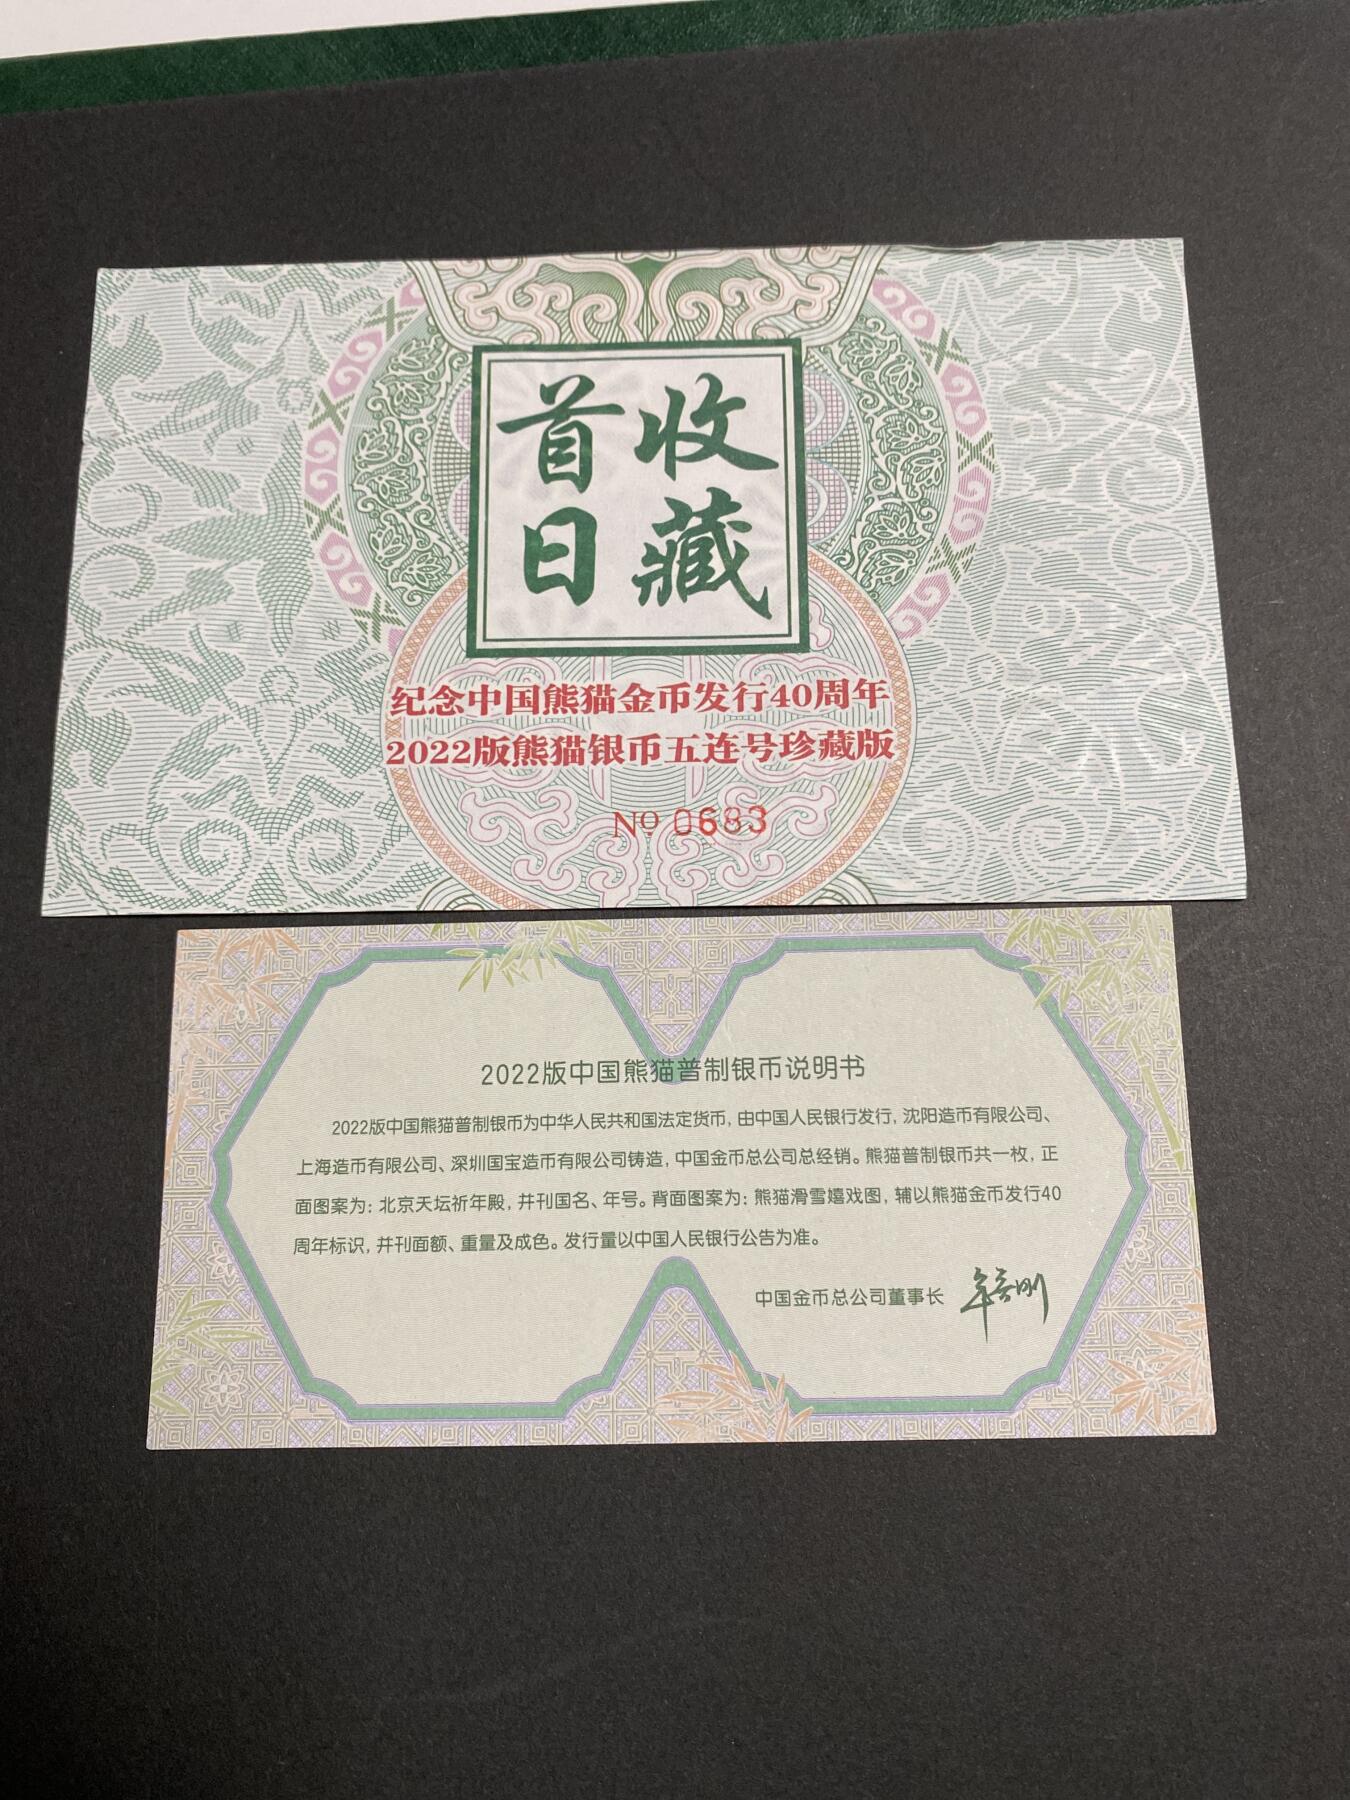 首日
收藏
纪念中国熊猫金币发行40周年
2022版熊猫银币五连号珍藏版
Nº 0683
2022版中国熊猫普制银币说明书
2022版中国熊猫普制银币为中华人民共和国法定货币，由中国人民银行发行，沈阳造币有限公司、
上海造币有限公司、深圳国宝造币有限公司铸造，中国金币总公司总经销。熊猫普制银币共一枚，正
面图案为：北京天坛祈年殿，并刊国名、年号。背面图案为：熊猫滑雪嬉戏图，辅以熊猫金币发行40
周年标识，并刊面额、重量及成色。发行量以中国人民银行公告为准。
中国金币总公司董事长